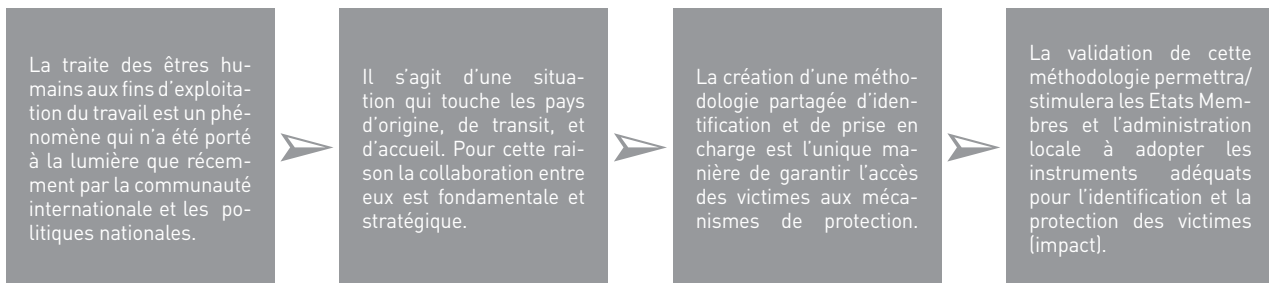 La traite des êtres hu-
mains aux fins d'exploita-
tion du travail est un phé-
nomène qui n'a été porté
à la lumière que récem-
ment par la communauté
internationale et les po-
litiques nationales.
Il s'agit d'une situa-
tion qui touche les pays
d'origine, de transit, et
d'accueil. Pour cette rai-
son la collaboration entre
eux est fondamentale et
stratégique.
La création d'une métho-
dologie partagée d'iden-
tification et de prise en
charge est l'unique ma-
nière de garantir l'accès
des victimes aux méca-
nismes de protection.
La validation de cette
méthodologie permettra/
stimulera les Etats Mem-
bres et l'administration
locale à adopter les
instruments adéquats
pour l'identification et la
protection des victimes
(impact).